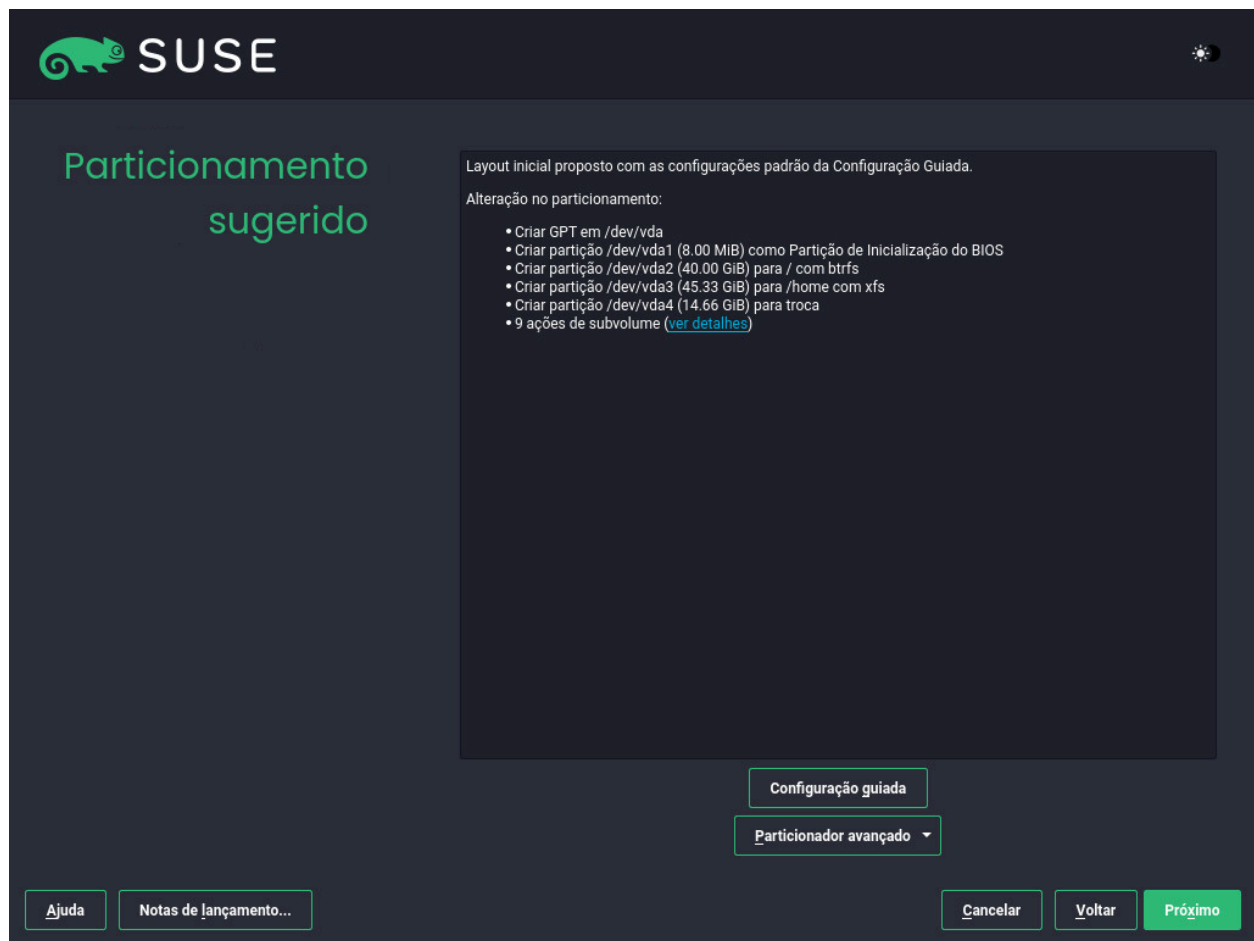 SUSE
Particionamento
sugerido
Layout inicial proposto com as configurações padrão da Configuração Guiada.
Alteração no particionamento:
• Criar GPT em /dev/vda
• Criar partição /dev/vda1 (8.00 MiB) como Partição de Inicialização do BIOS
• Criar partição /dev/vda2 (40.00 GiB) para / com btrfs
• Criar partição /dev/vda3 (45.33 GiB) para /home com xfs
• Criar partição /dev/vda4 (14.66 GiB) para troca
• 9 ações de subvolume (ver detalhes)
Configuração guiada
Particionador avançado
Ajuda
Notas de lançamento...
Cancelar
Voltar
Próximo